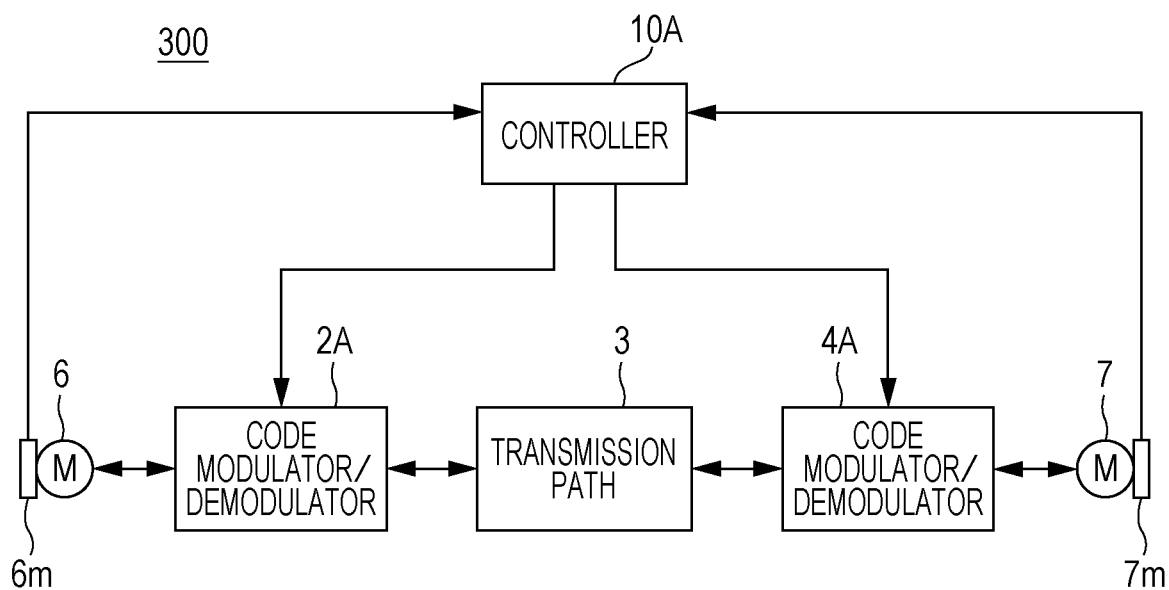 300
10A
CONTROLLER
2A
3
4A
6
7
M
CODE
MODULATOR/
DEMODULATOR
TRANSMISSION
PATH
CODE
MODULATOR/
DEMODULATOR
M
6m
7m